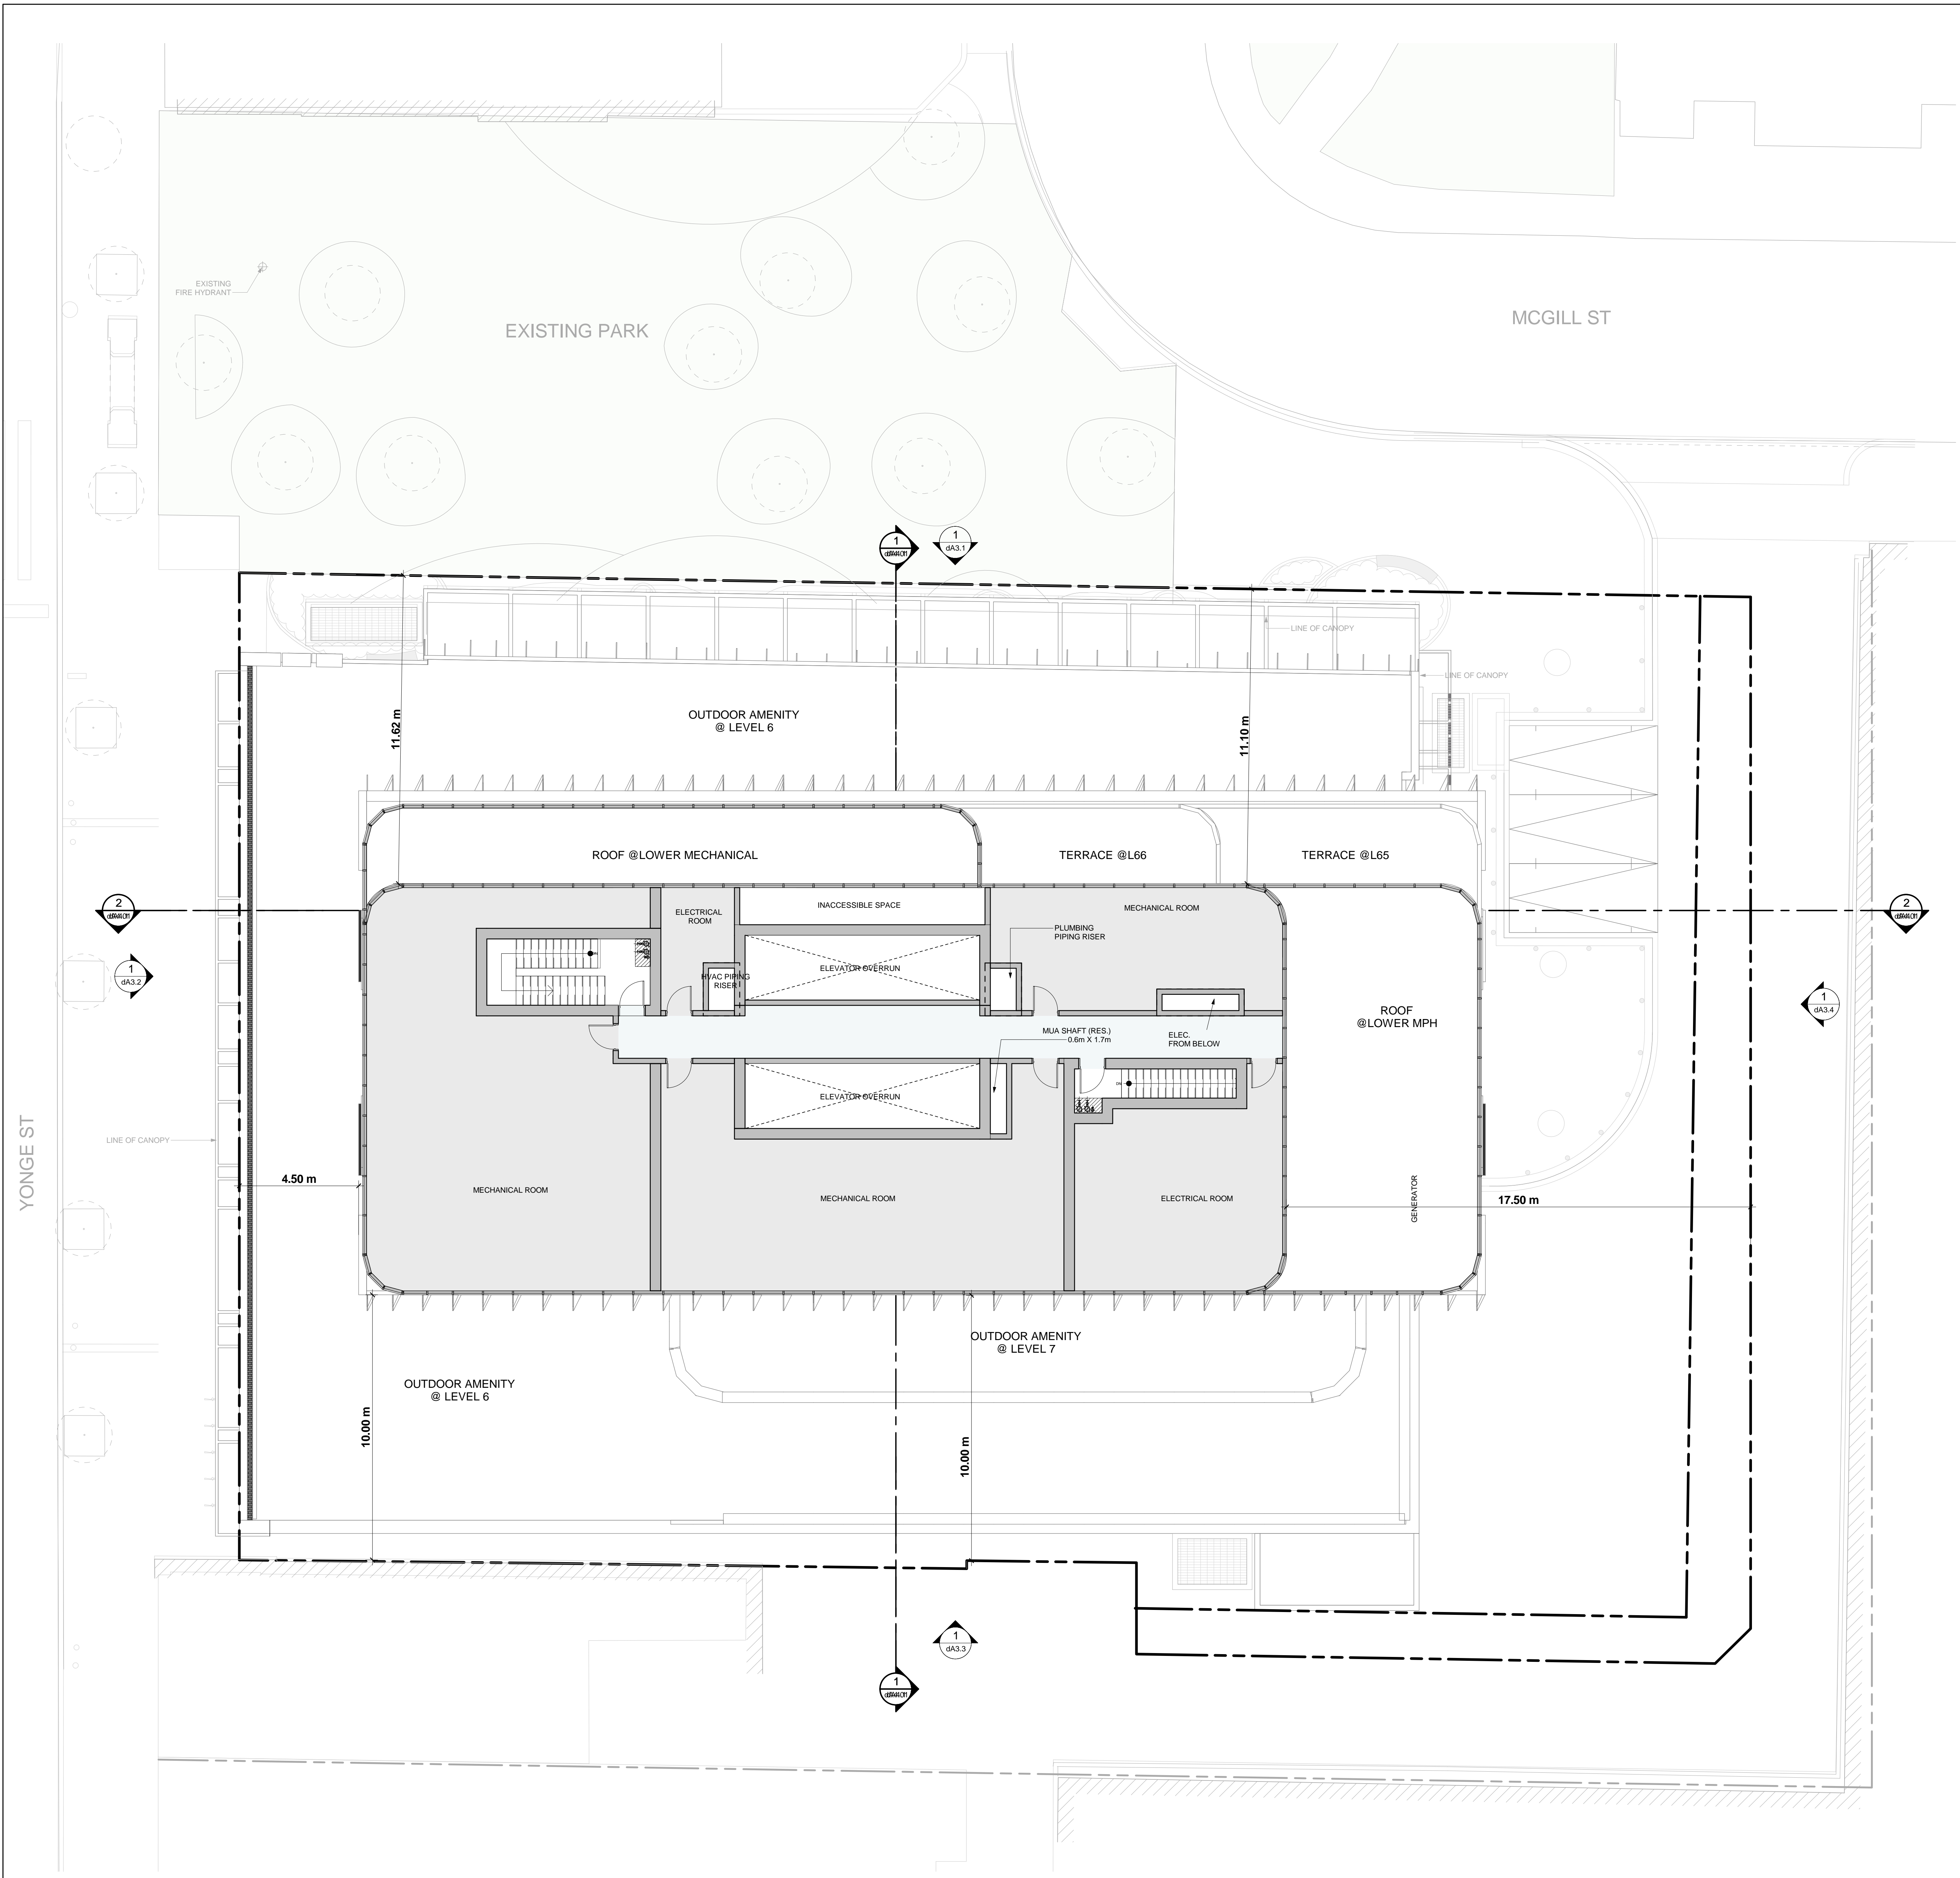 EXISTING
FIRE HYDRANT
EXISTING PARK
MCGILL ST
1
1
dA3.1
LINE OF CANOPY
LINE OF CANOPY
OUTDOOR AMENITY
@ LEVEL 6
11.62 m
11.10 m
ROOF @LOWER MECHANICAL
TERRACE @L66
TERRACE @L65
2
2
ELECTRICAL
ROOM
INACCESSIBLE SPACE
MECHANICAL ROOM
PLUMBING
PIPING RISER
1
dA3.2
HVAC PIPING
RISER
ELEVATOR OVERRUN
1
dA3.4
ROOF
@LOWER MPH
MUA SHAFT (RES.)
0.6m X 1.7m
ELEC.
FROM BELOW
DN
ELEVATOR OVERRUN
YONGE ST
LINE OF CANOPY
4.50 m
MECHANICAL ROOM
MECHANICAL ROOM
ELECTRICAL ROOM
GENERATOR
17.50 m
OUTDOOR AMENITY
@ LEVEL 7
OUTDOOR AMENITY
@ LEVEL 6
10.00 m
10.00 m
1
dA3.3
1